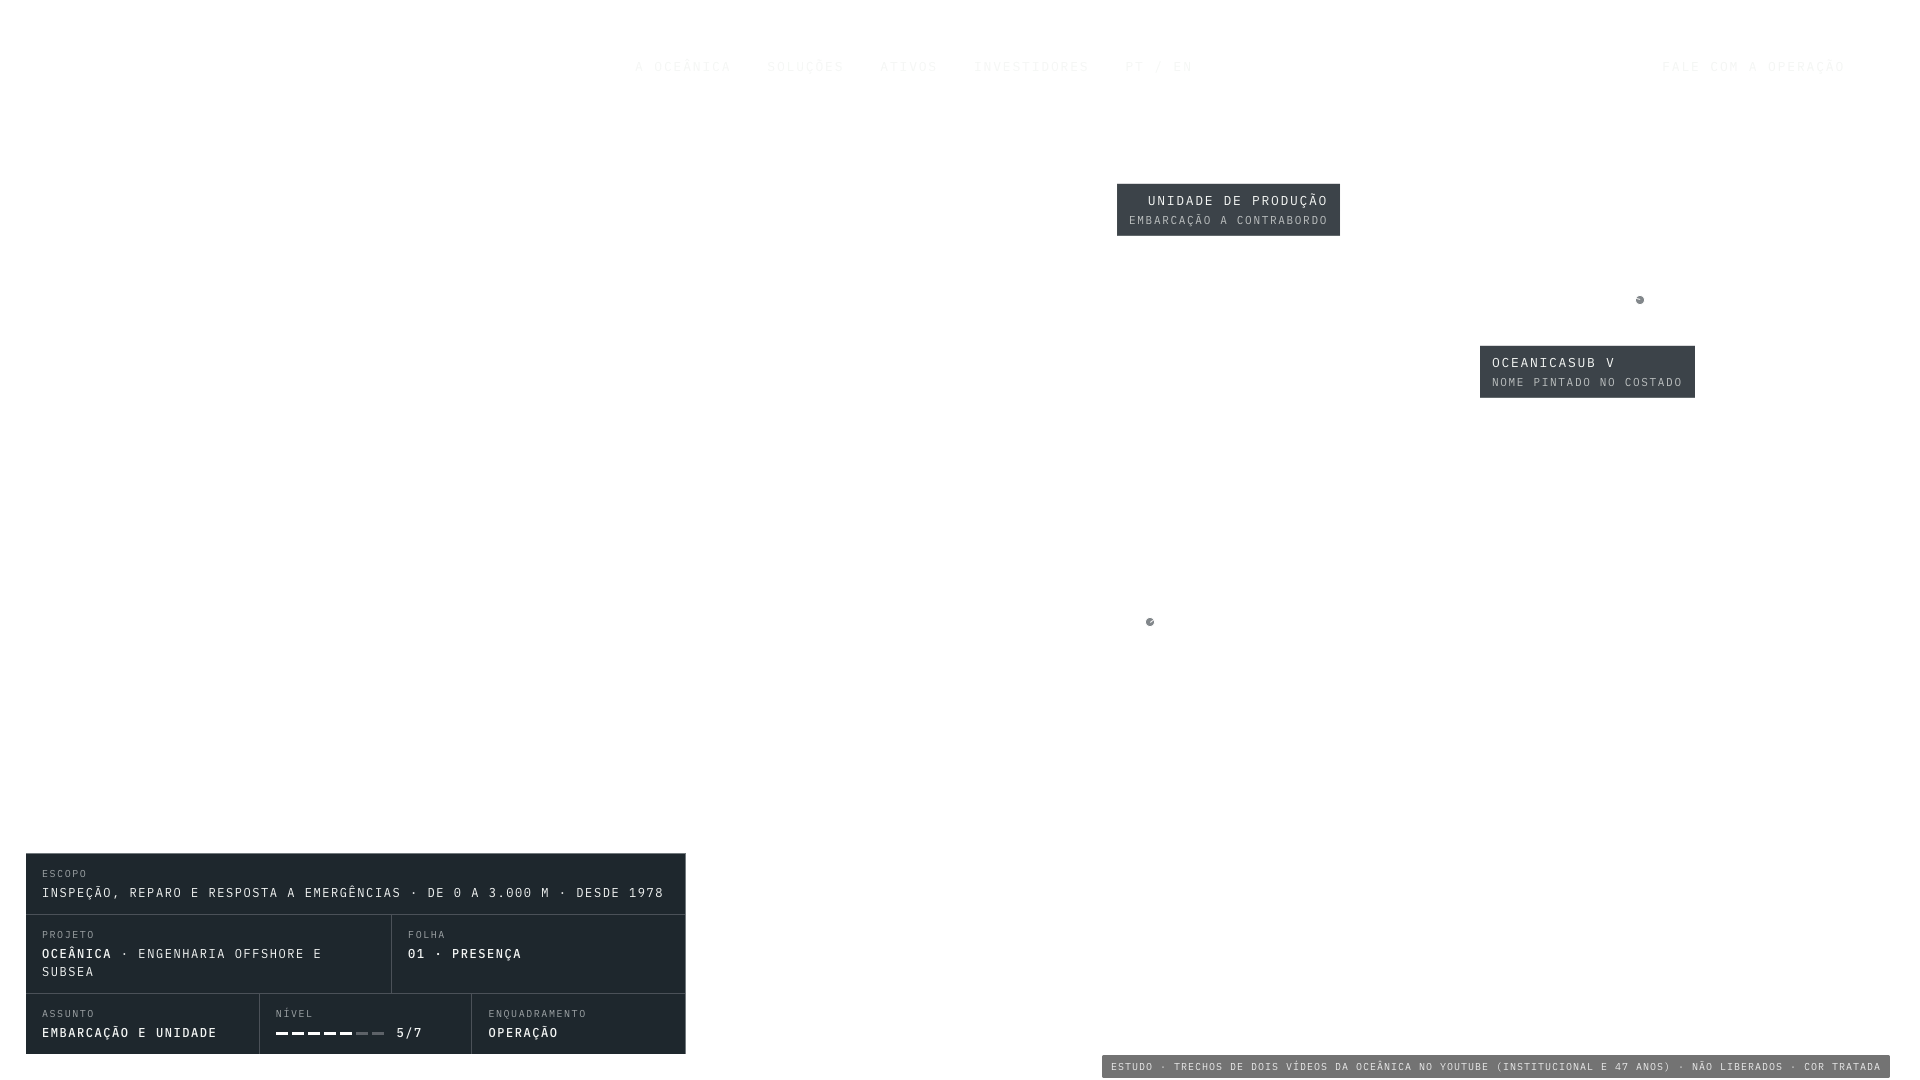 A OCEÂNICA SOLUÇÕES ATIVOS INVESTIDORES PT / EN FALE COM A OPERAÇÃO
UNIDADE DE PRODUÇÃO
EMBARCAÇÃO A CONTRABORDO
OCEANICASUB V
NOME PINTADO NO COSTADO
ESCOPO
INSPEÇÃO, REPARO E RESPOSTA A EMERGÊNCIAS · DE 0 A 3.000 M · DESDE 1978
PROJETO
OCEÂNICA · ENGENHARIA OFFSHORE E
SUBSEA
FOLHA
01 · PRESENÇA
ASSUNTO
EMBARCAÇÃO E UNIDADE
NÍVEL
5/7
ENQUADRAMENTO
OPERAÇÃO
ESTUDO · TRECHOS DE DOIS VÍDEOS DA OCEÂNICA NO YOUTUBE (INSTITUCIONAL E 47 ANOS) · NÃO LIBERADOS · COR TRATADA